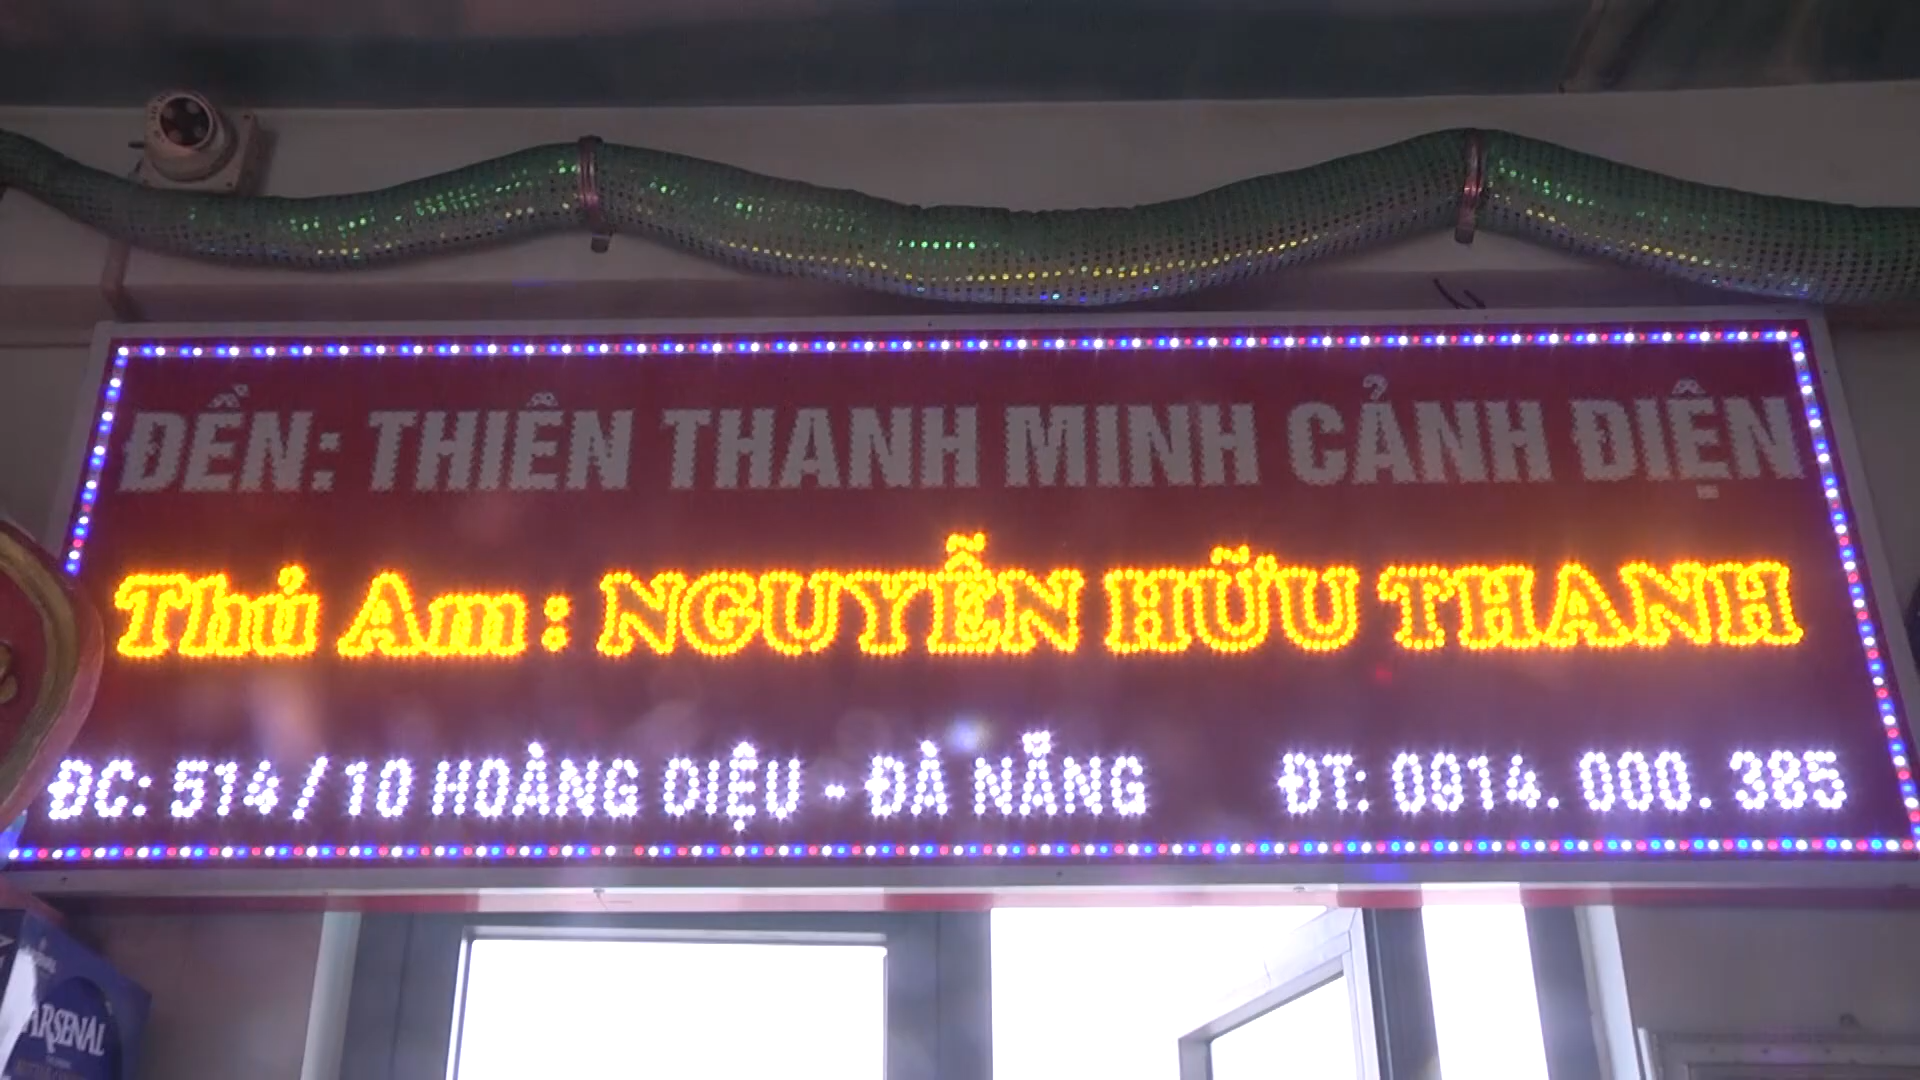 ĐỀN: THIÊN THANH MINH CẢNH ĐIỆN
Thủ Am : NGUYỄN HỮU THANH
ĐC: 514/10 HOÀNG DIỆU - ĐÀ NẴNG ĐT: 0914. 000. 385
ARSENAL